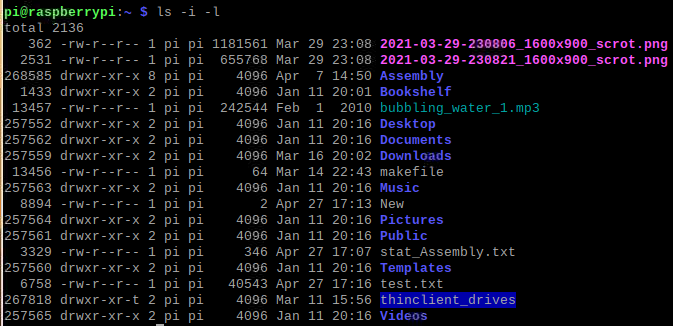 pi@raspberrypi:~ $ ls -i -l
total 2136
362 -rw-r--r-- 1 pi pi 1181561 Mar 29 23:08 2021-03-29-230806_1600x900_scrot.png
2531 -rw-r--r-- 1 pi pi 655768 Mar 29 23:08 2021-03-29-230821_1600x900_scrot.png
268585 drwxr-xr-x 8 pi pi 4096 Apr 7 14:50 Assembly
1433 drwxr-xr-x 2 pi pi 4096 Jan 11 20:01 Bookshelf
13457 -rw-r--r-- 1 pi pi 242544 Feb 1 2010 bubbling_water_1.mp3
257552 drwxr-xr-x 2 pi pi 4096 Jan 11 20:16 Desktop
257562 drwxr-xr-x 2 pi pi 4096 Jan 11 20:16 Documents
257559 drwxr-xr-x 2 pi pi 4096 Mar 16 20:02 Downloads
13456 -rw-r--r-- 1 pi pi 64 Mar 14 22:43 makefile
257563 drwxr-xr-x 2 pi pi 4096 Jan 11 20:16 Music
8894 -rw-r--r-- 1 pi pi 2 Apr 27 17:13 New
257564 drwxr-xr-x 2 pi pi 4096 Jan 11 20:16 Pictures
257561 drwxr-xr-x 2 pi pi 4096 Jan 11 20:16 Public
3329 -rw-r--r-- 1 pi pi 346 Apr 27 17:07 stat_Assembly.txt
257560 drwxr-xr-x 2 pi pi 4096 Jan 11 20:16 Templates
6758 -rw-r--r-- 1 pi pi 40543 Apr 27 17:16 test.txt
267818 drwxr-xr-t 2 pi pi 4096 Mar 11 15:56 thinclient_drives
257565 drwxr-xr-x 2 pi pi 4096 Jan 11 20:16 Videos